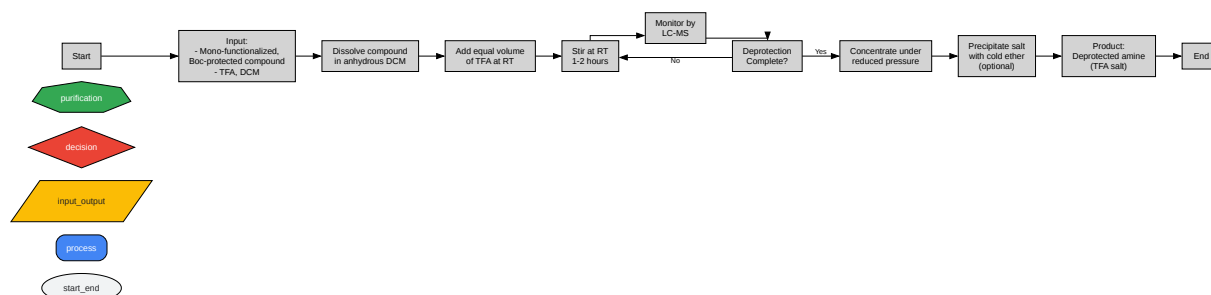 Start
Input:
- Mono-functionalized,
Boc-protected compound
- TFA, DCM
Dissolve compound
in anhydrous DCM
Add equal volume
of TFA at RT
Stir at RT
1-2 hours
Monitor by
LC-MS
Deprotection
Complete?
No
Yes
Concentrate under
reduced pressure
Precipitate salt
with cold ether
(optional)
Product:
Deprotected amine
(TFA salt)
End
purification
decision
input_output
process
start_end